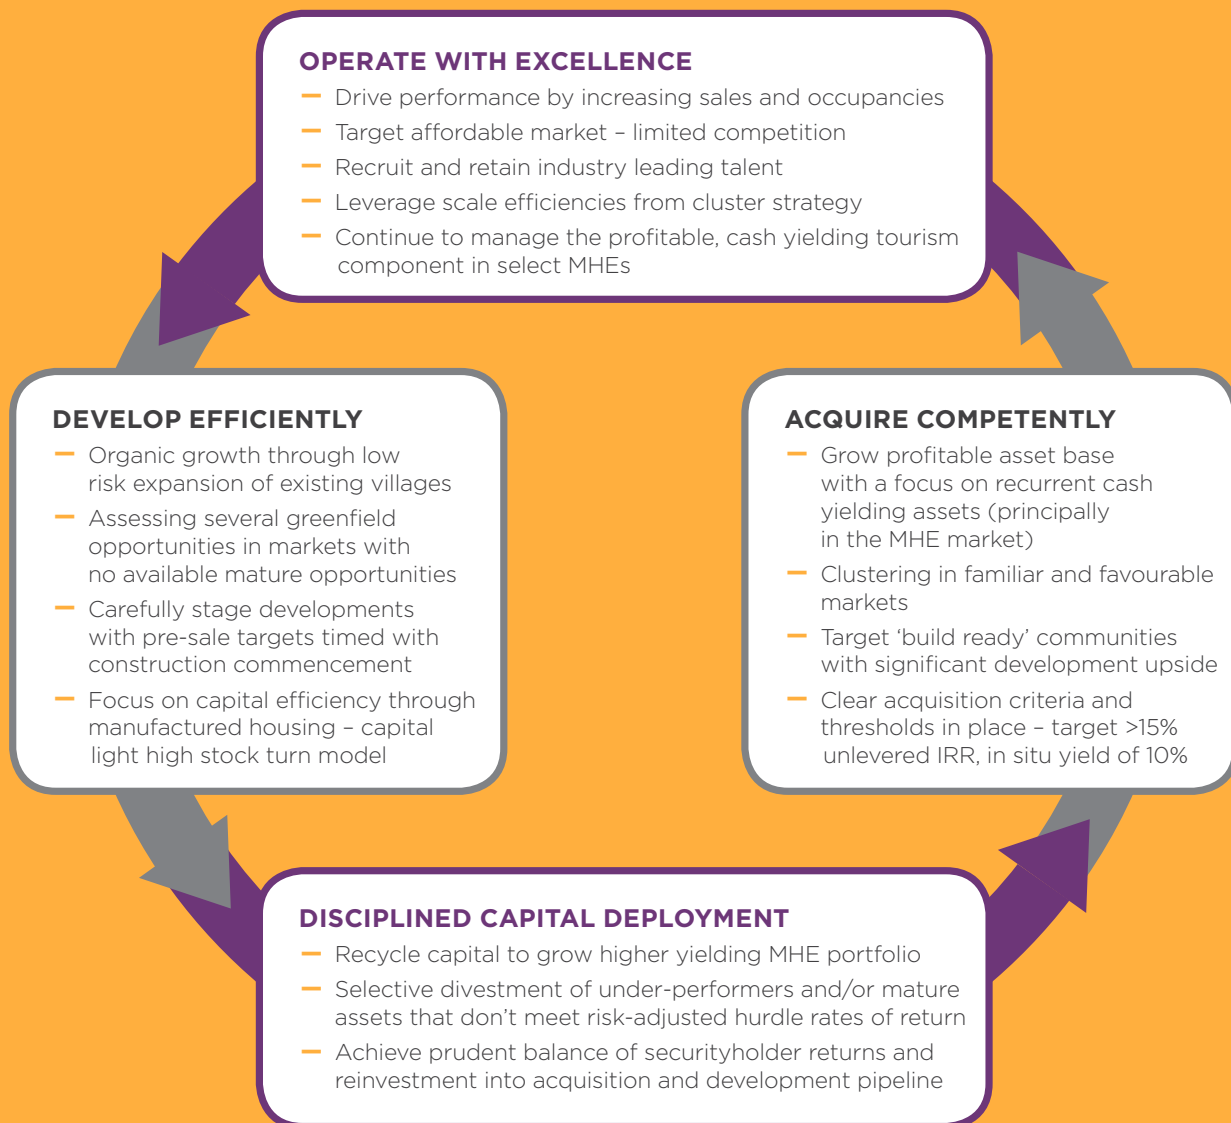 OPERATE WITH EXCELLENCE
— Drive performance by increasing sales and occupancies
— Target affordable market – limited competition
— Recruit and retain industry leading talent
— Leverage scale efficiencies from cluster strategy
— Continue to manage the profitable, cash yielding tourism
component in select MHEs
DEVELOP EFFICIENTLY
— Organic growth through low
risk expansion of existing villages
— Assessing several greenfield
opportunities in markets with
no available mature opportunities
— Carefully stage developments
with pre-sale targets timed with
construction commencement
— Focus on capital efficiency through
manufactured housing – capital
light high stock turn model
ACQUIRE COMPETENTLY
— Grow profitable asset base
with a focus on recurrent cash
yielding assets (principally
in the MHE market)
— Clustering in familiar and favourable
markets
— Target ‘build ready’ communities
with significant development upside
— Clear acquisition criteria and
thresholds in place – target >15%
unlevered IRR, in situ yield of 10%
DISCIPLINED CAPITAL DEPLOYMENT
— Recycle capital to grow higher yielding MHE portfolio
— Selective divestment of under-performers and/or mature
assets that don’t meet risk-adjusted hurdle rates of return
— Achieve prudent balance of securityholder returns and
reinvestment into acquisition and development pipeline